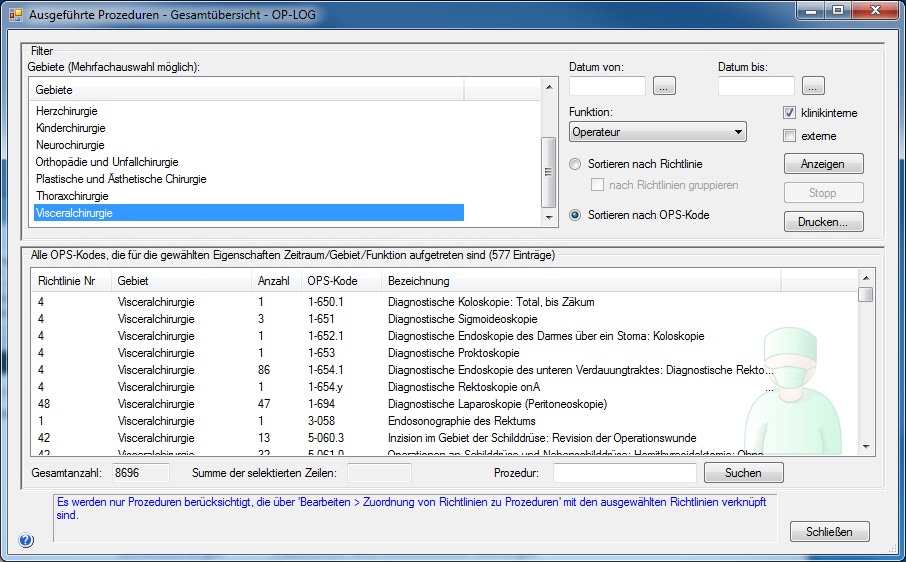 Ausgeführte Prozeduren - Gesamtübersicht - OP-LOG
Filter
Gebiete (Mehrfachauswahl möglich):
Gebiete
Herzchirurgie
Kinderchirurgie
Neurochirurgie
Orthopädie und Unfallchirurgie
Plastische und Ästhetische Chirurgie
Thoraxchirurgie
Visceralchirurgie
Datum von: Datum bis:
... ...
Funktion:
Operateur
klinikinterne
externe
Sortieren nach Richtlinie
nach Richtlinien gruppieren
Sortieren nach OPS-Kode
Anzeigen
Stopp
Drucken...
Alle OPS-Kodes, die für die gewählten Eigenschaften Zeitraum/Gebiet/Funktion aufgetreten sind (577 Einträge)
Richtlinie Nr Gebiet Anzahl OPS-Kode Bezeichnung
4 Visceralchirurgie 1 1-650.1 Diagnostische Koloskopie: Total, bis Zäkum
4 Visceralchirurgie 3 1-651 Diagnostische Sigmoideoskopie
4 Visceralchirurgie 1 1-652.1 Diagnostische Endoskopie des Darmes über ein Stoma: Koloskopie
4 Visceralchirurgie 1 1-653 Diagnostische Proktoskopie
4 Visceralchirurgie 86 1-654.1 Diagnostische Endoskopie des unteren Verdauungtraktes: Diagnostische Rekto...
4 Visceralchirurgie 1 1-654.y Diagnostische Rektoskopie onA ...
48 Visceralchirurgie 47 1-694 Diagnostische Laparoskopie (Peritoneoskopie)
1 Visceralchirurgie 1 3-058 Endosonographie des Rektums
42 Visceralchirurgie 13 5-060.3 Inzision im Gebiet der Schilddrüse: Revision der Operationswunde
42 Visceralchirurgie 32 5-061.0 Operationen an Schilddrüse und Nebenschilddrüse: Hemithyreoidektomie: Ohne
Gesamtanzahl: 8696 Summe der selektierten Zeilen: Prozedur: Suchen
Es werden nur Prozeduren berücksichtigt, die über 'Bearbeiten > Zuordnung von Richtlinien zu Prozeduren' mit den ausgewählten Richtlinien verknüpft
sind.
Schließen